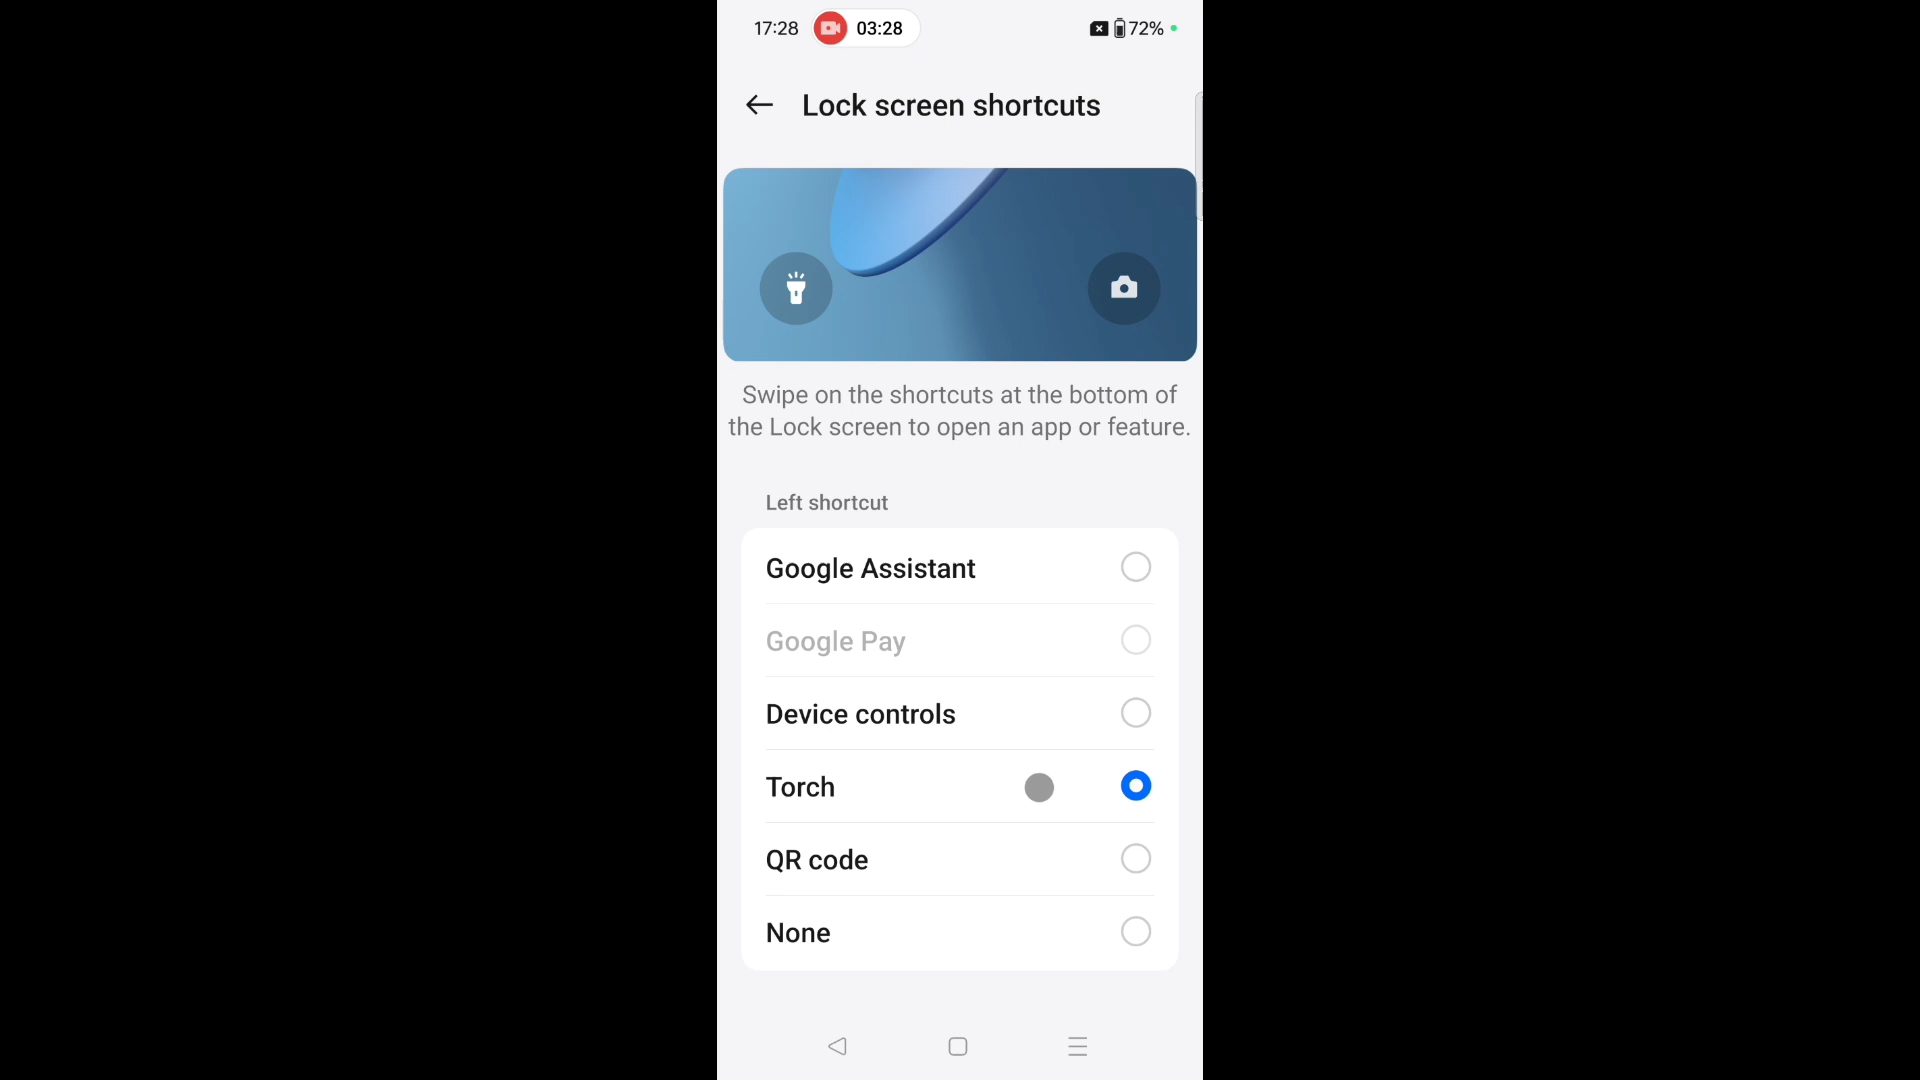 17:28 03:28 72%
Lock screen shortcuts
Swipe on the shortcuts at the bottom of
the Lock screen to open an app or feature.
Left shortcut
Google Assistant
Google Pay
Device controls
Torch
QR code
None